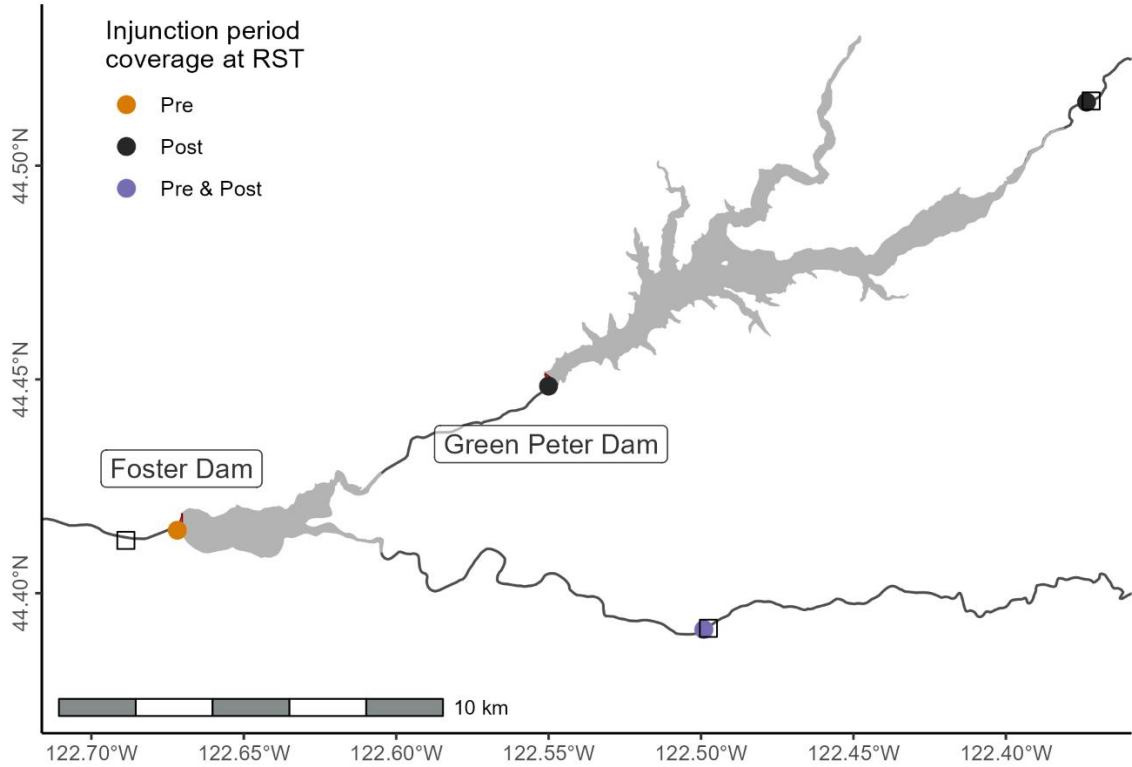 Injunction period
coverage at RST
Pre
Post
Pre & Post
44.50°N
44.45°N
44.40°N
Green Peter Dam
Foster Dam
10 km
122.70°W
122.65°W
122.60°W
122.55°W
122.50°W
122.45°W
122.40°W